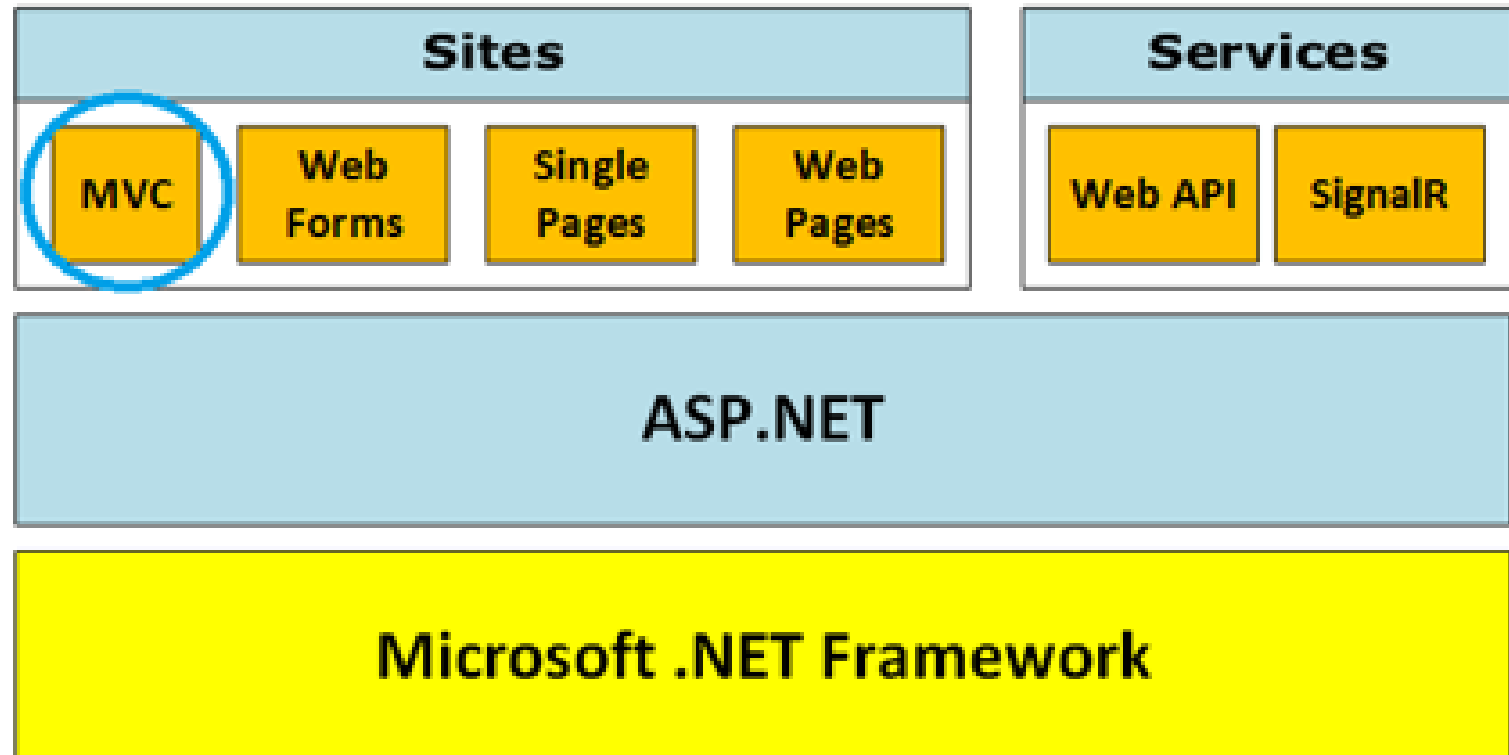 Sites
Services
MVC
Web
Forms
Single
Pages
Web
Pages
Web API
SignalR
ASP.NET
Microsoft .NET Framework